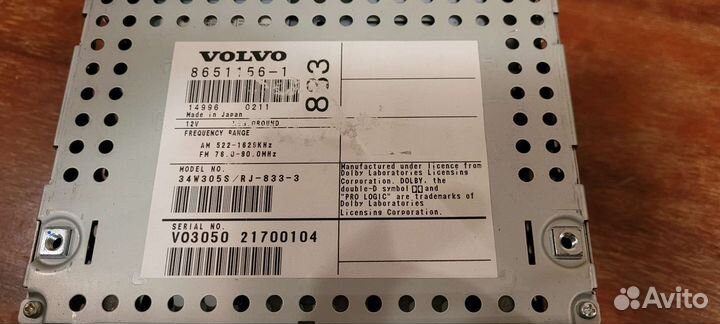 VOLVO
8651156-1
833
14996 0211
Made in Japan
12V GROUND
FREQUENCY RANGE
AM 522-1629KHz
FM 76.0-90.0MHz
MODEL NO.
34W305S/RJ-833-3
Manufactured under licence from
Dolby Laboratories Licensing
Corporation. DOLBY, the
double-D symbol and
"PRO LOGIC" are trademarks of
Dolby Laboratories
Licensing Corporation.
SERIAL NO.
VO3050 21700104
Avito